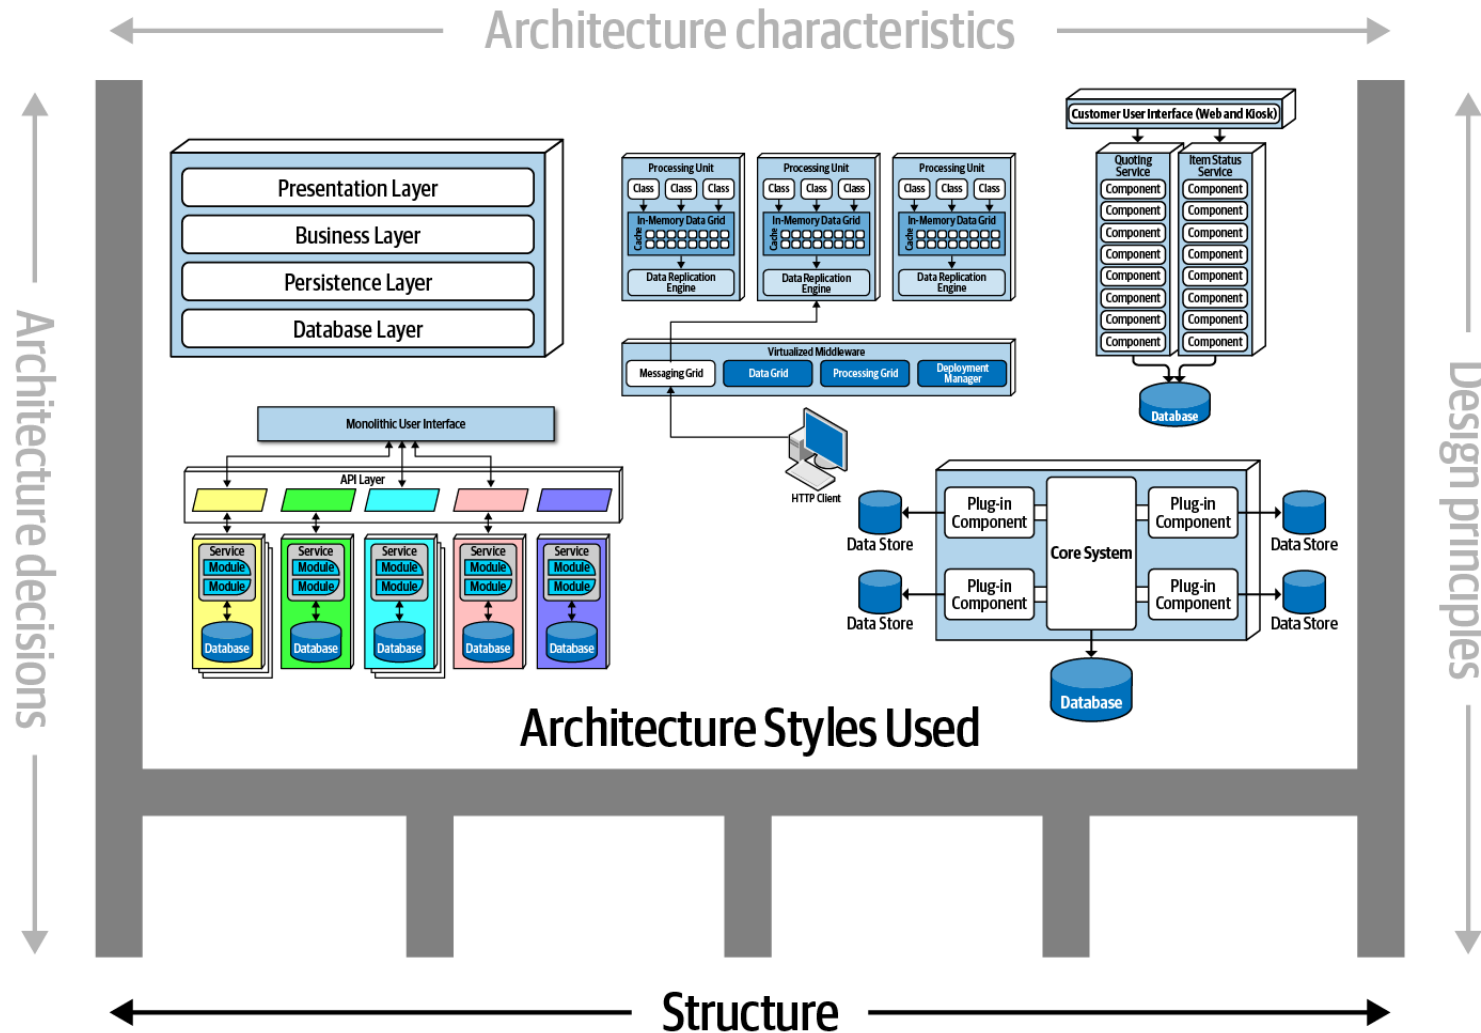 Architecture characteristics
Architecture decisions
Design principles
Presentation Layer
Business Layer
Persistence Layer
Database Layer
Processing Unit
Class
Class
Class
In-Memory Data Grid
Cache
Data Replication
Engine
Processing Unit
Class
Class
Class
In-Memory Data Grid
Cache
Data Replication
Engine
Processing Unit
Class
Class
Class
In-Memory Data Grid
Cache
Data Replication
Engine
Virtualized Middleware
Messaging Grid
Data Grid
Processing Grid
Deployment
Manager
HTTP Client
Customer User Interface (Web and Kiosk)
Quoting
Service
Component
Component
Component
Component
Component
Component
Component
Component
Item Status
Service
Component
Component
Component
Component
Component
Component
Component
Component
Database
Monolithic User Interface
API Layer
Service
Module
Module
Database
Service
Module
Module
Database
Service
Module
Module
Database
Service
Module
Module
Database
Service
Module
Module
Database
Data Store
Data Store
Plug-in
Component
Plug-in
Component
Core System
Plug-in
Component
Plug-in
Component
Data Store
Data Store
Database
Architecture Styles Used
Structure